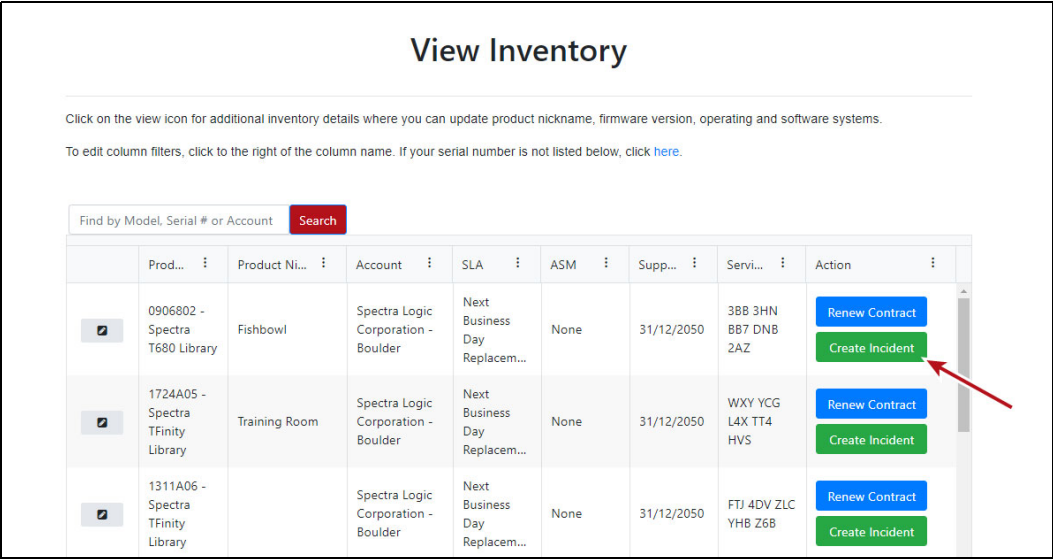 View Inventory
Click on the view icon for additional inventory details where you can update product nickname, firmware version, operating and software systems.
To edit column filters, click to the right of the column name. If your serial number is not listed below, click here.
Find by Model, Serial # or Account Search
Prod... Product Ni... Account SLA ASM Supp... Servi... Action
0906802 -
Spectra
T680 Library
Fishbowl
Spectra Logic
Corporation -
Boulder
Next
Business
Day
Replacem...
None
31/12/2050
3BB 3HN
BB7 DNB
2AZ
Renew Contract
Create Incident
1724A05 -
Spectra
TFinity
Library
Training Room
Spectra Logic
Corporation -
Boulder
Next
Business
Day
Replacem...
None
31/12/2050
WXY YCG
L4X TT4
HVS
Renew Contract
Create Incident
1311A06 -
Spectra
TFinity
Library
Spectra Logic
Corporation -
Boulder
Next
Business
Day
Replacem...
None
31/12/2050
FTJ 4DV ZLC
YHB Z6B
Renew Contract
Create Incident